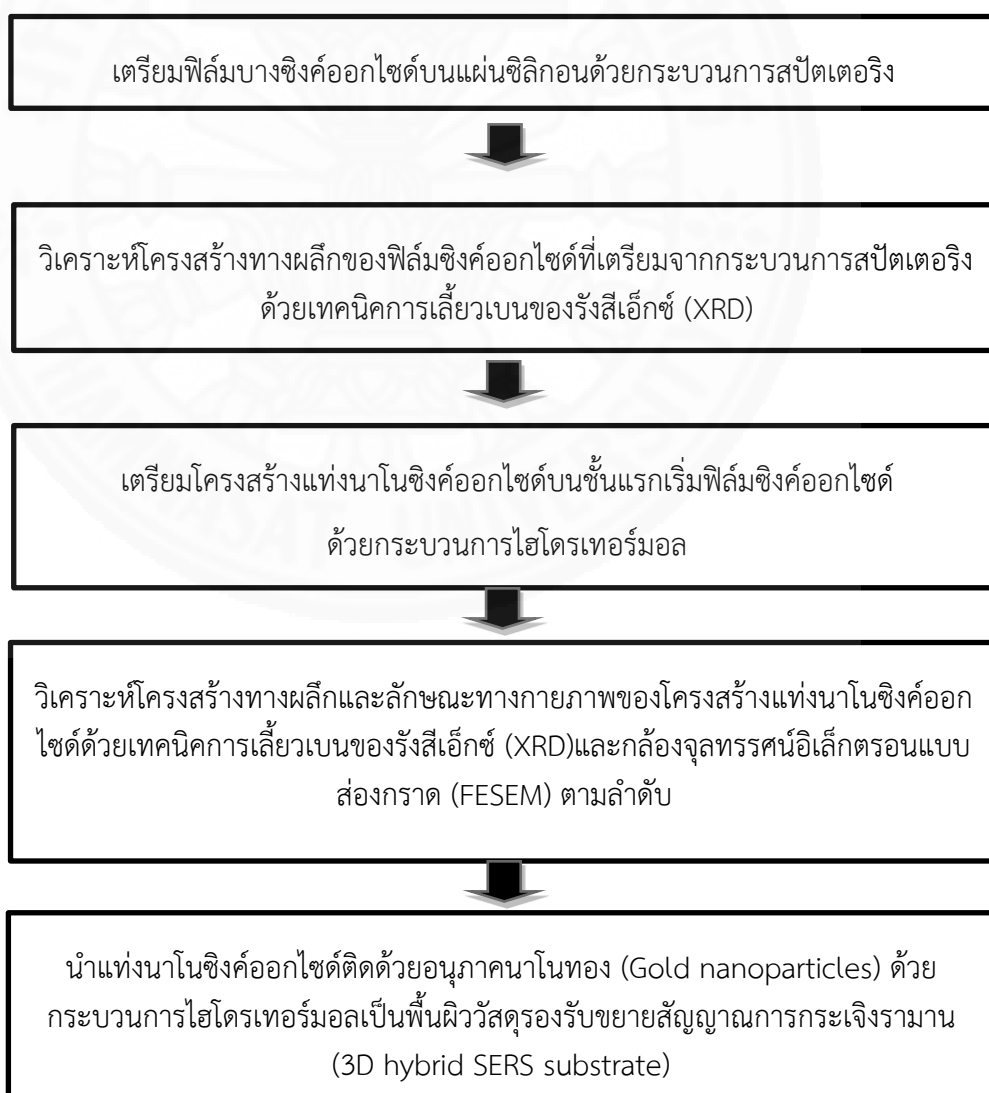 เตรียมฟิล์มบางซิงค์ออกไซด์บนแผ่นซิลิกอนด้วยกระบวนการสปัตเตอริง
วิเคราะห์โครงสร้างทางผลึกของฟิล์มซิงค์ออกไซด์ที่เตรียมจากกระบวนการสปัตเตอริง
ด้วยเทคนิคการเลี้ยวเบนของรังสีเอ็กซ์ (XRD)
เตรียมโครงสร้างแท่งนาโนซิงค์ออกไซด์บนชั้นแรกเริ่มฟิล์มซิงค์ออกไซด์
ด้วยกระบวนการไฮโดรเทอร์มอล
วิเคราะห์โครงสร้างทางผลึกและลักษณะทางกายภาพของโครงสร้างแท่งนาโนซิงค์ออก
ไซด์ด้วยเทคนิคการเลี้ยวเบนของรังสีเอ็กซ์ (XRD)และกล้องจุลทรรศน์อิเล็กตรอนแบบ
ส่องกราด (FESEM) ตามลำดับ
นำแท่งนาโนซิงค์ออกไซด์ติดด้วยอนุภาคนาโนทอง (Gold nanoparticles) ด้วย
กระบวนการไฮโดรเทอร์มอลเป็นพื้นผิววัสดุรองรับขยายสัญญาณการกระเจิงรามาน
(3D hybrid SERS substrate)